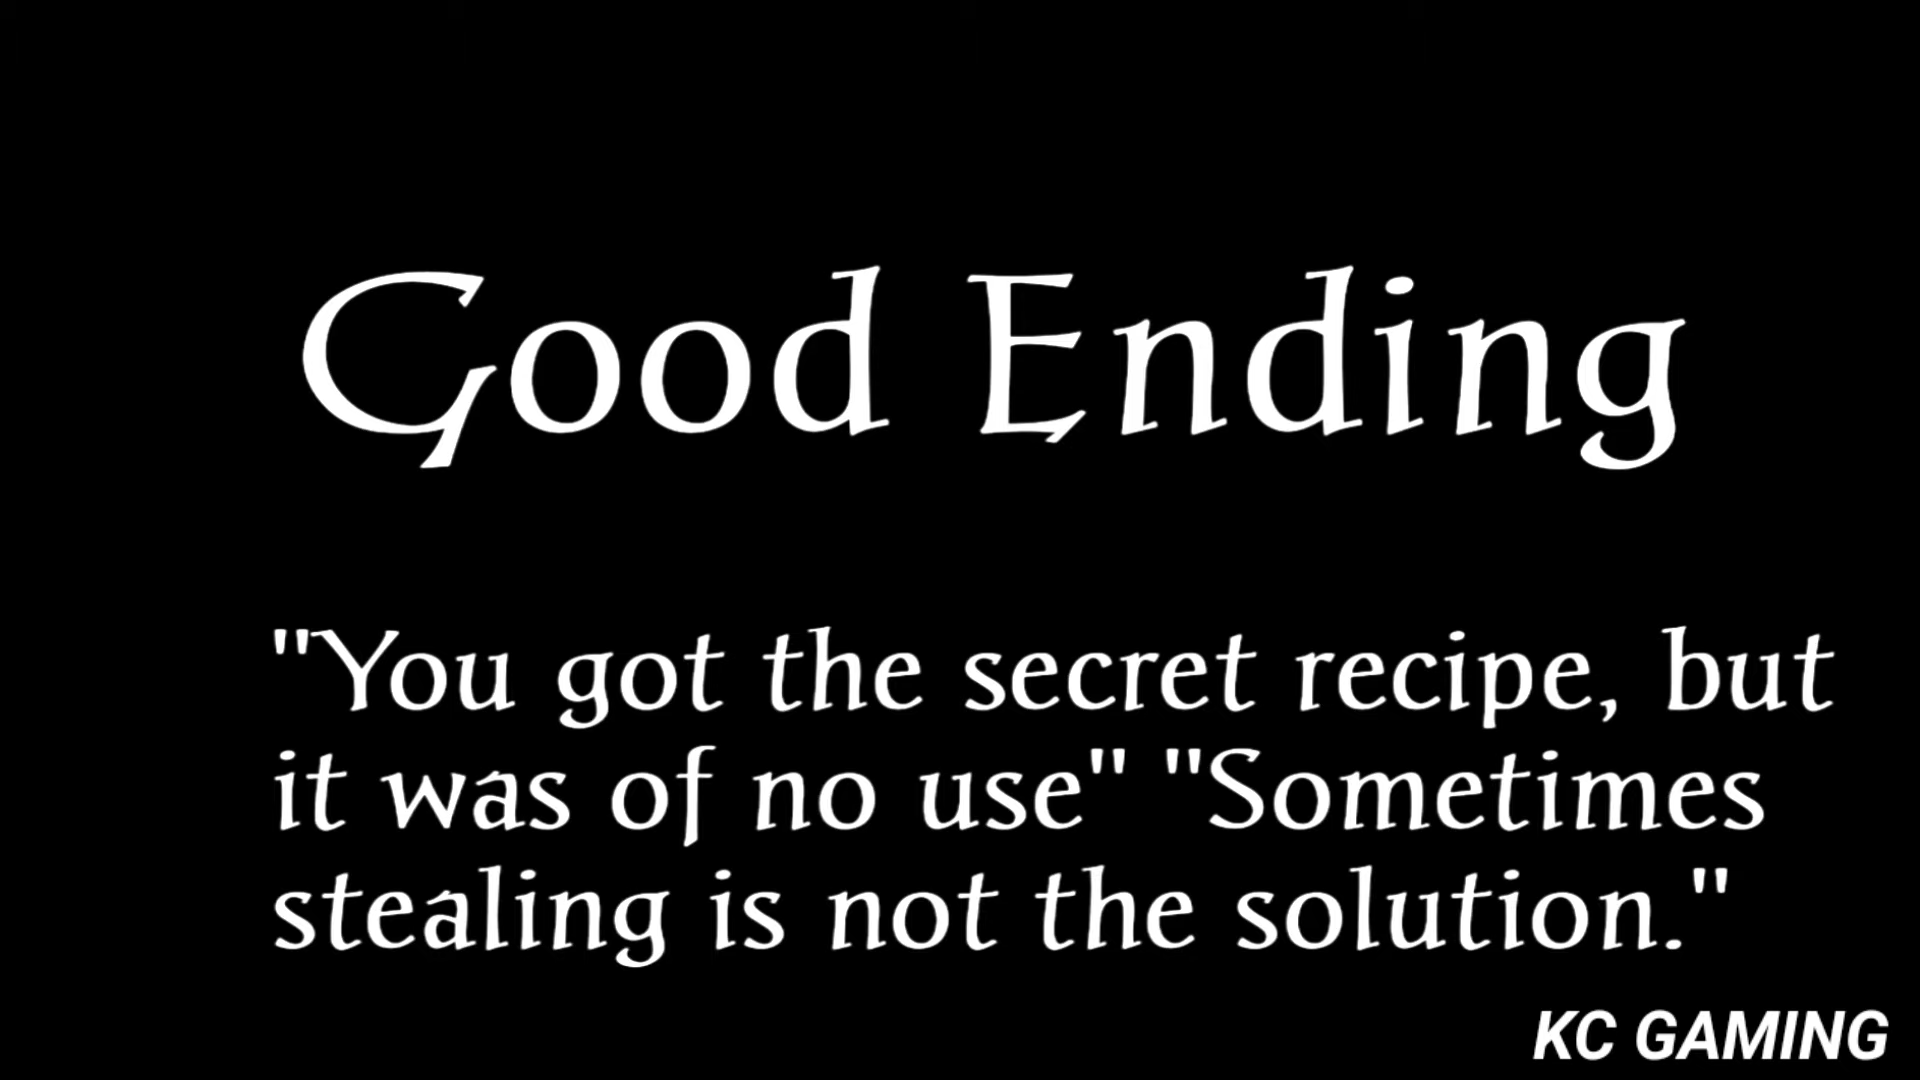 Good Ending
"You got the secret recipe, but
it was of no use" "Sometimes
stealing is not the solution."
KC GAMING